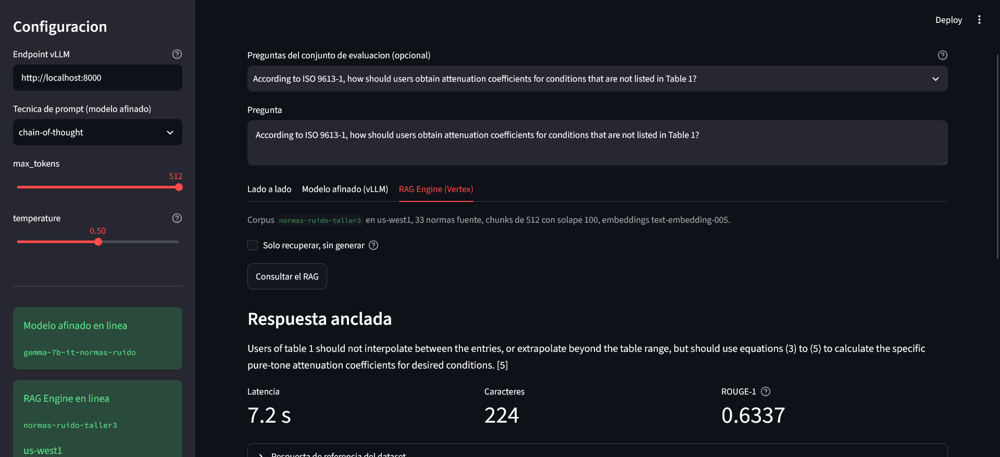 Configuracion
Endpoint vLLM
http://localhost:8000
Tecnica de prompt (modelo afinado)
chain-of-thought
max_tokens
512
temperature
0.50
Modelo afinado en linea
gemma-7b-it-normas-ruido
RAG Engine en linea
normas-ruido-taller3
us-west1
Deploy
Preguntas del conjunto de evaluacion (opcional)
According to ISO 9613-1, how should users obtain attenuation coefficients for conditions that are not listed in Table 1?
Pregunta
According to ISO 9613-1, how should users obtain attenuation coefficients for conditions that are not listed in Table 1?
Lado a lado Modelo afinado (vLLM) RAG Engine (Vertex)
Corpus normas-ruido-taller3 en us-west1, 33 normas fuente, chunks de 512 con solape 100, embeddings text-embedding-005.
Solo recuperar, sin generar
Consultar el RAG
Respuesta anclada
Users of table 1 should not interpolate between the entries, or extrapolate beyond the table range, but should use equations (3) to (5) to calculate the specific
pure-tone attenuation coefficients for desired conditions. [5]
Latencia Caracteres ROUGE-1
7.2 s 224 0.6337
Respuesta de referencia del dataset